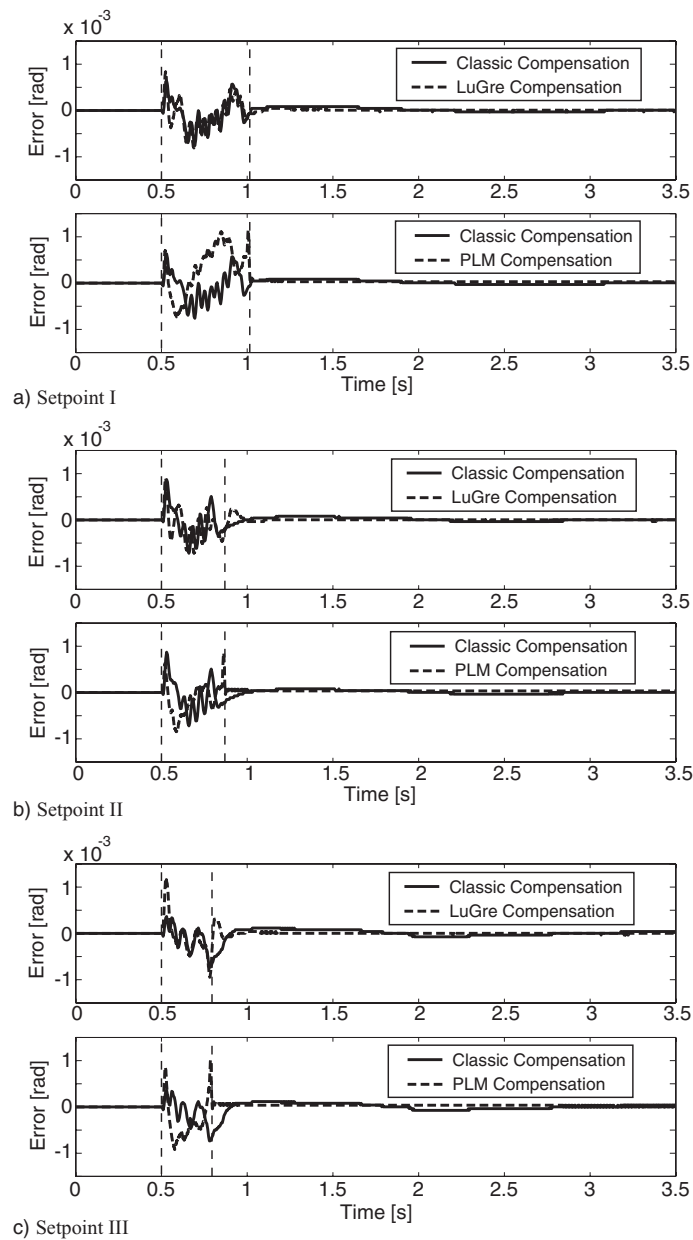 x 10⁻³
Error [rad]
1
0
-1
Classic Compensation
LuGre Compensation
0 0.5 1 1.5 2 2.5 3 3.5
Error [rad]
1
0
-1
Classic Compensation
PLM Compensation
0 0.5 1 1.5 2 2.5 3 3.5
Time [s]
a) Setpoint I
x 10⁻³
Error [rad]
1
0
-1
Classic Compensation
LuGre Compensation
0 0.5 1 1.5 2 2.5 3 3.5
Error [rad]
1
0
-1
Classic Compensation
PLM Compensation
0 0.5 1 1.5 2 2.5 3 3.5
Time [s]
b) Setpoint II
x 10⁻³
Error [rad]
1
0
-1
Classic Compensation
LuGre Compensation
0 0.5 1 1.5 2 2.5 3 3.5
Error [rad]
1
0
-1
Classic Compensation
PLM Compensation
0 0.5 1 1.5 2 2.5 3 3.5
Time [s]
c) Setpoint III